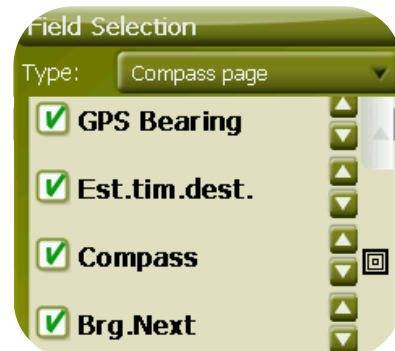 Field Selection
Type: Compass page
GPS Bearing
Est.tim.dest.
Compass
Brg.Next